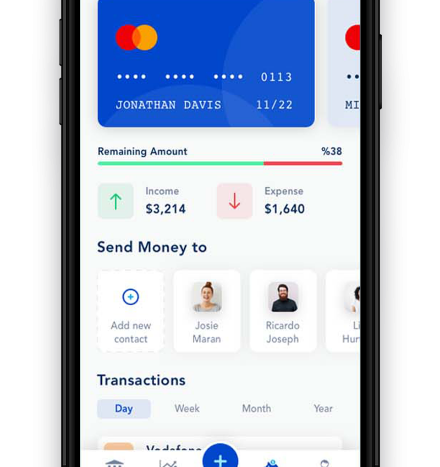 •••• •••• •••• 0113
JONATHAN DAVIS 11/22
MI
Remaining Amount %38
Income
$3,214
Expense
$1,640
Send Money to
Add new
contact
Josie
Maran
Ricardo
Joseph
Li
Hur
Transactions
Day Week Month Year
Vodafone